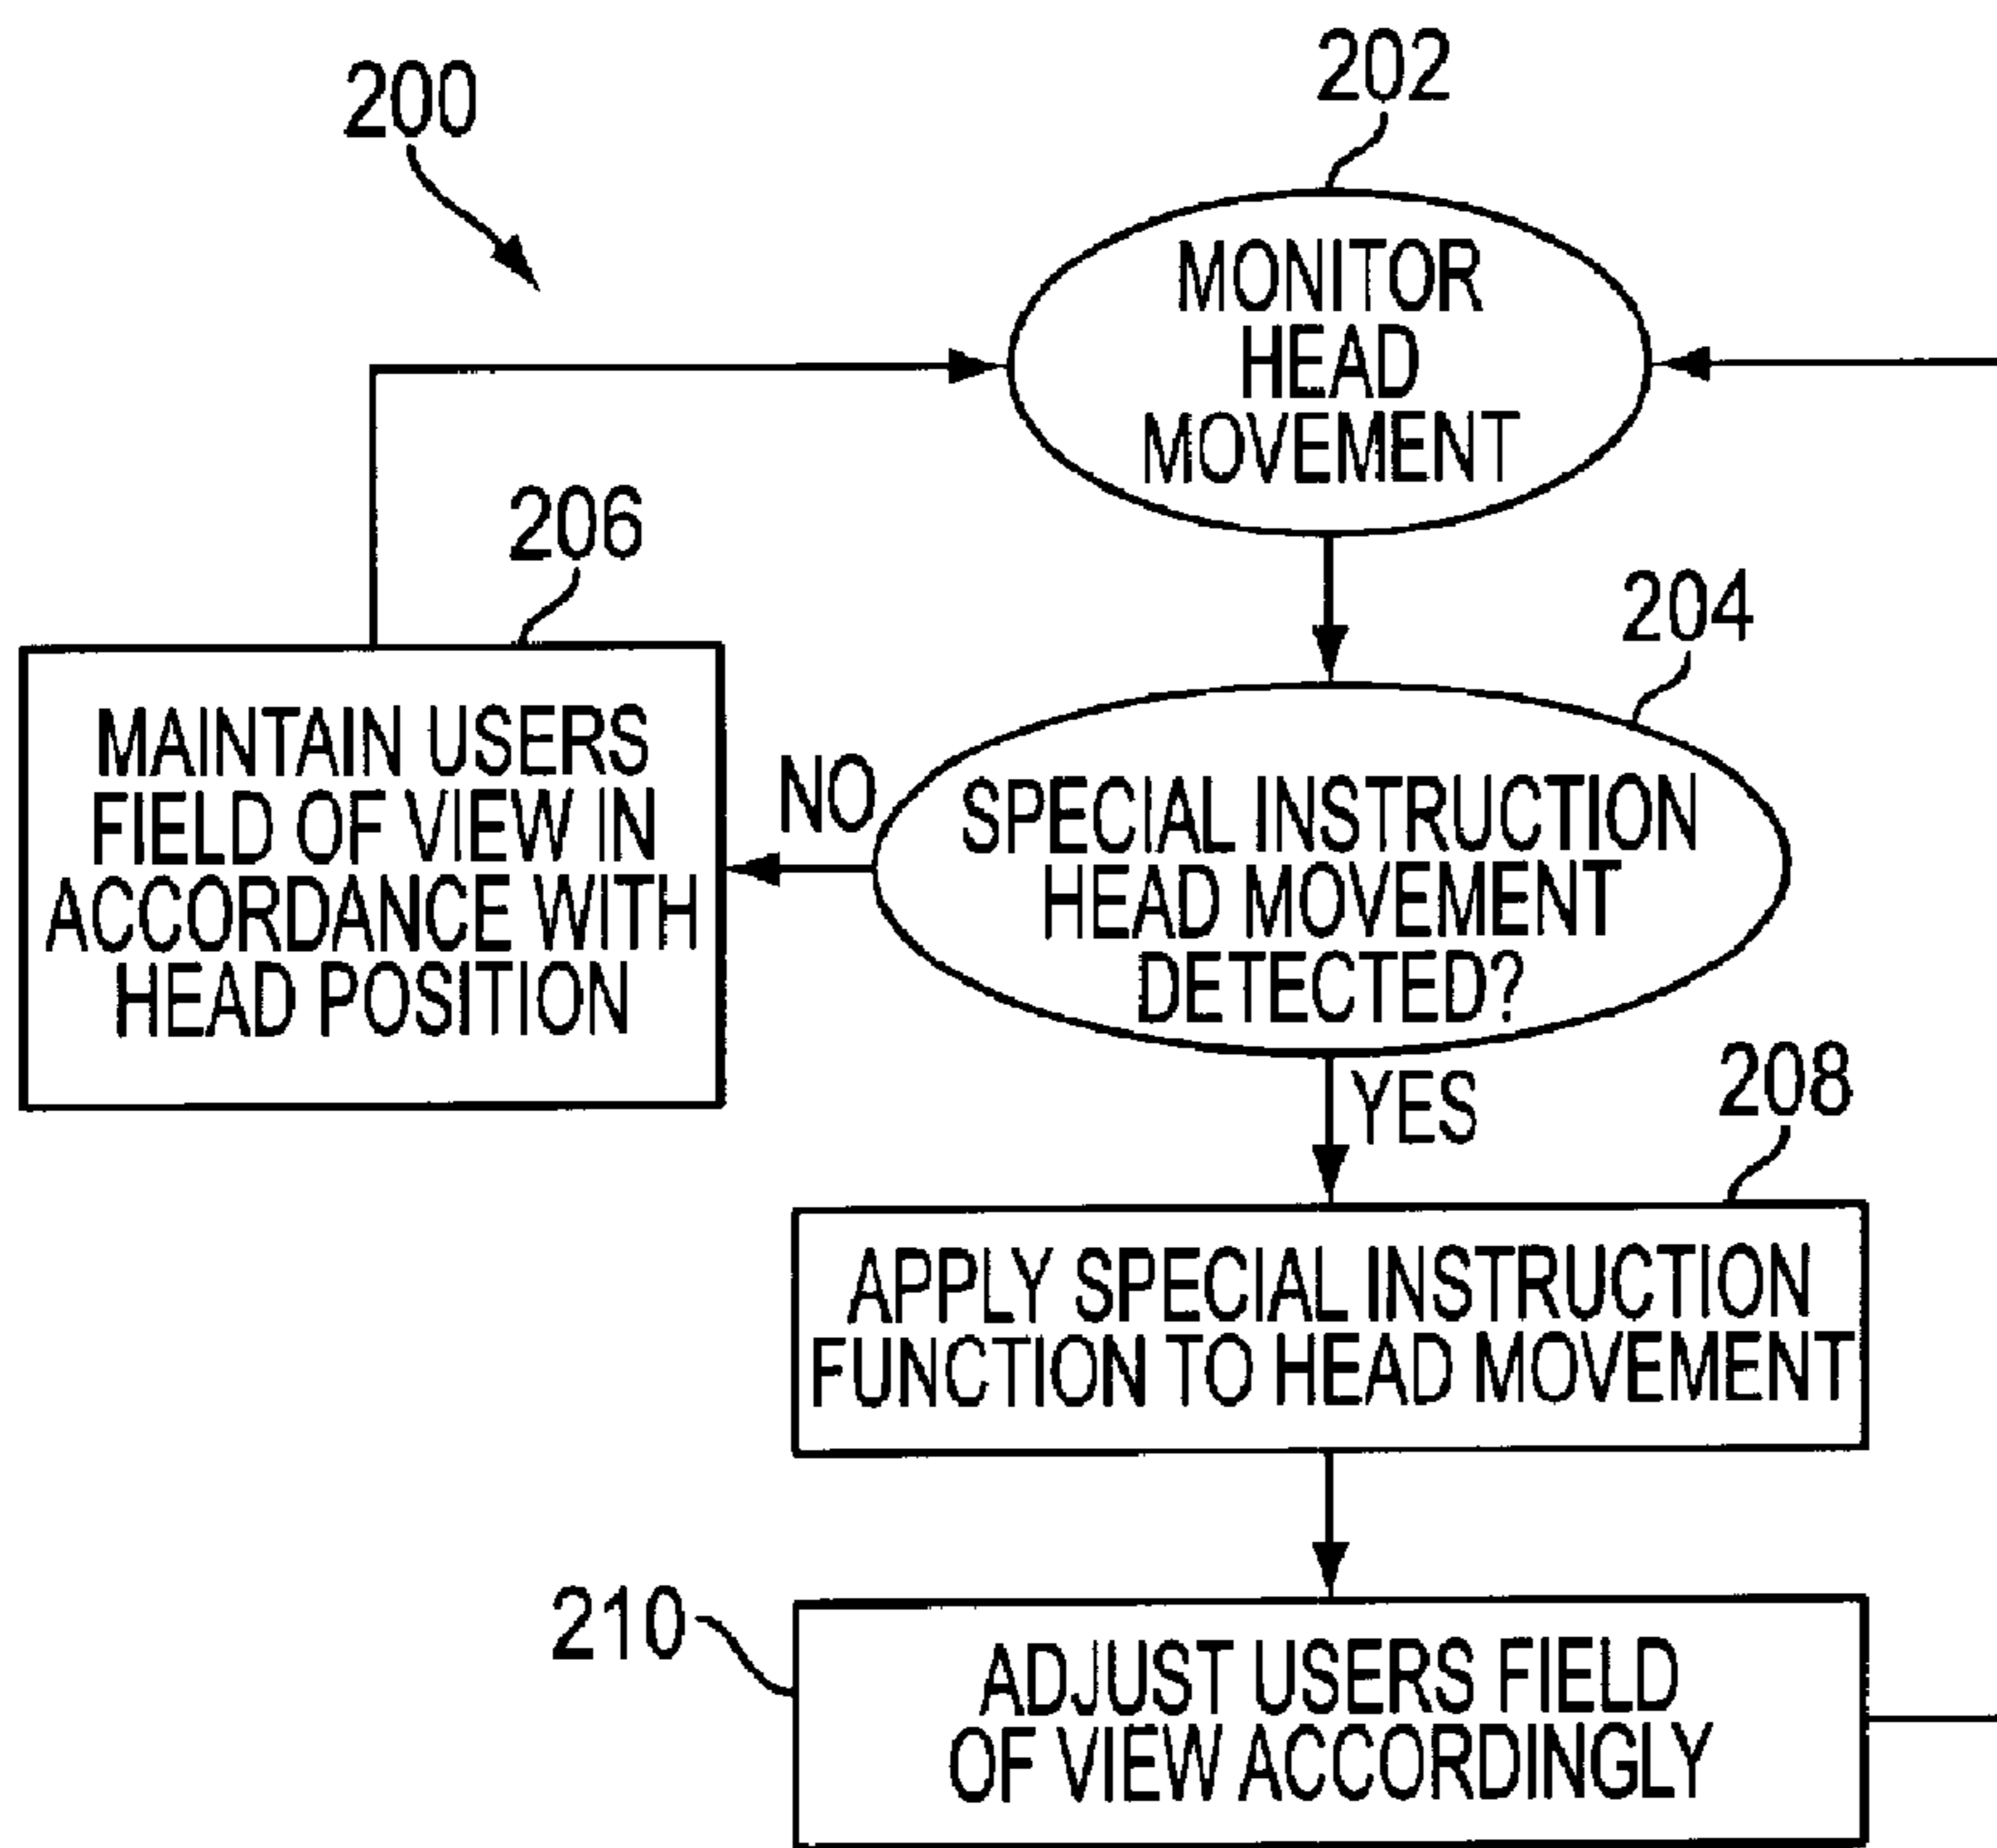 200
202
MONITOR
HEAD
MOVEMENT
206
MAINTAIN USERS
FIELD OF VIEW IN
ACCORDANCE WITH
HEAD POSITION
204
NO
SPECIAL INSTRUCTION
HEAD MOVEMENT
DETECTED?
YES
208
APPLY SPECIAL INSTRUCTION
FUNCTION TO HEAD MOVEMENT
210
ADJUST USERS FIELD
OF VIEW ACCORDINGLY